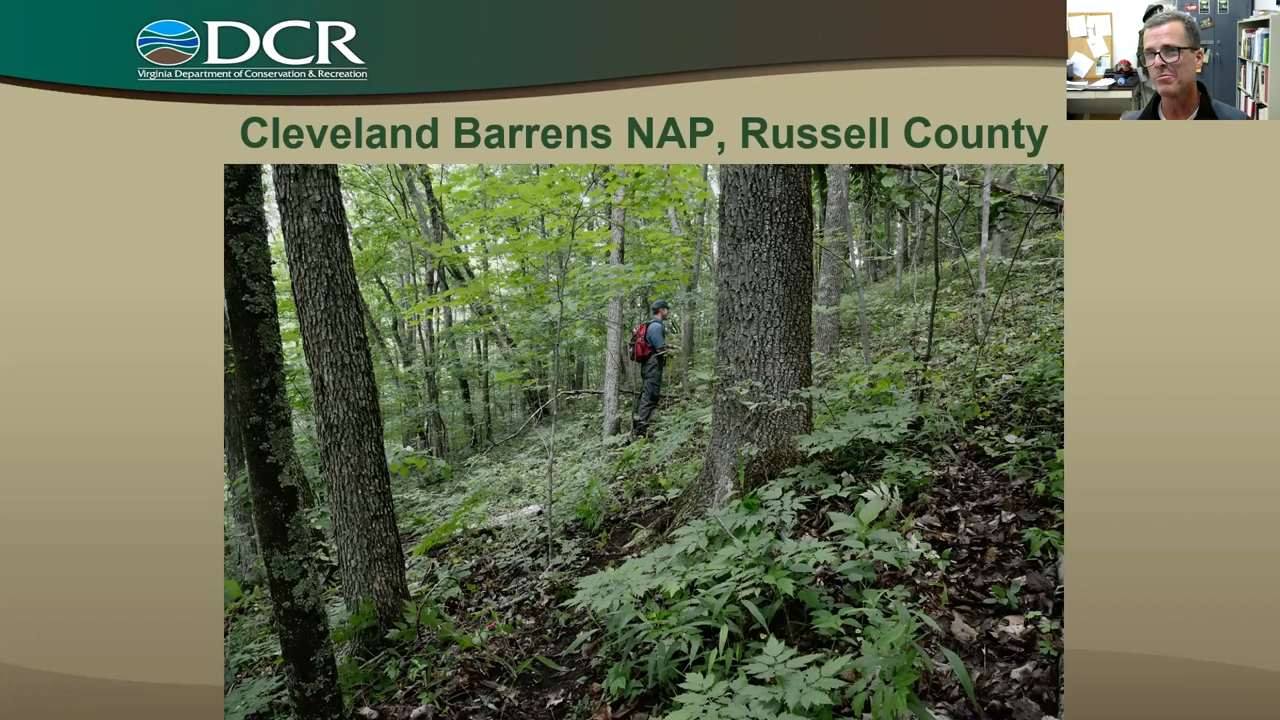 DCR
Virginia Department of Conservation & Recreation
Cleveland Barrens NAP, Russell County